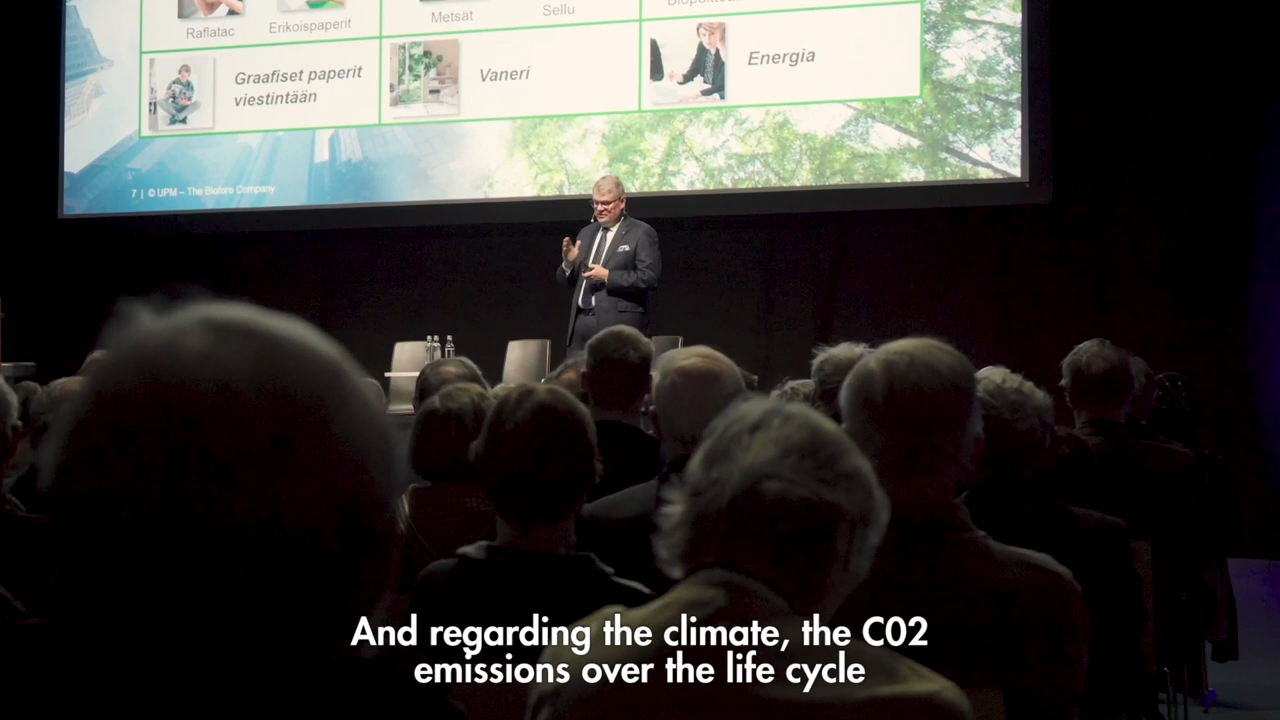 Raflatac
Erikoispaperit
Metsät
Sellu
Graafiset paperit
viestintään
Vaneri
Energia
7 | © UPM – The Biofore Company
And regarding the climate, the C02
emissions over the life cycle